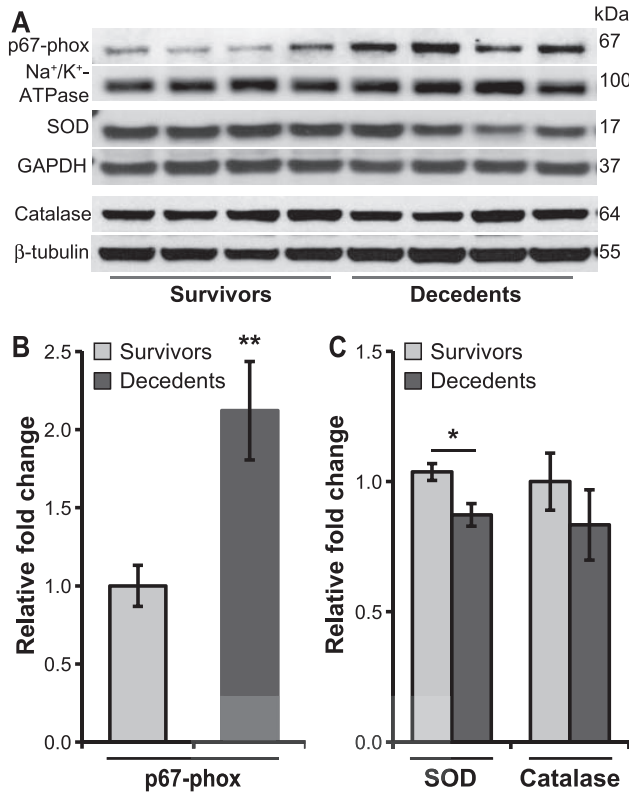 A
kDa
p67-phox 67
Na⁺/K⁺-
ATPase 100
SOD 17
GAPDH 37
Catalase 64
β-tubulin 55
Survivors Decedents
B
Survivors
Decedents
**
Relative fold change
2.5
2.0
1.5
1.0
0.5
0.0
p67-phox
C
Survivors
Decedents
*
Relative fold change
1.5
1.0
0.5
0.0
SOD Catalase